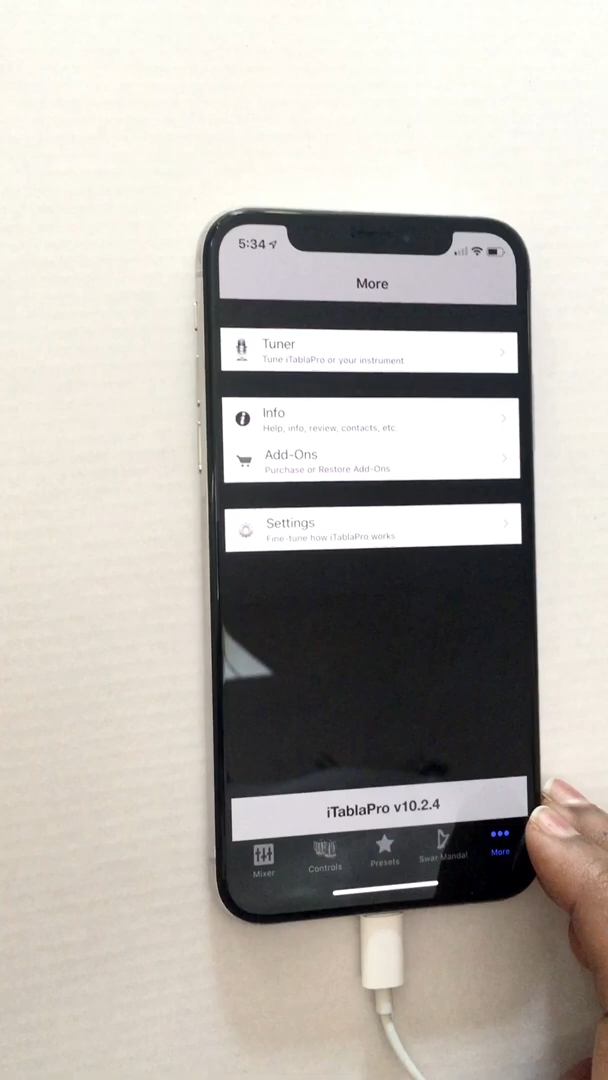 5:34
More
Tuner
Tune iTablaPro or your instrument
Info
Help, info, review, contacts, etc.
Add-Ons
Purchase or Restore Add-Ons
Settings
Fine-tune how iTablaPro works
iTablaPro v10.2.4
Mixer
Controls
Presets
Swar Mandal
More